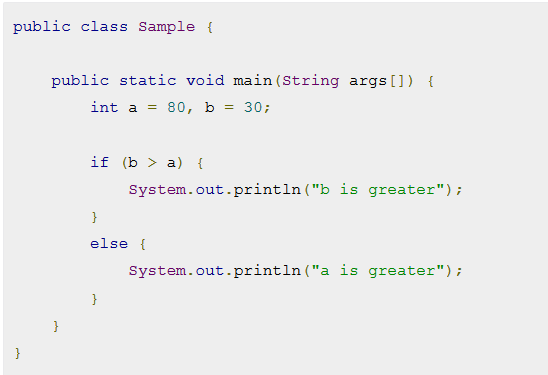 public class Sample {
public static void main(String args[]) {
int a = 80, b = 30;
if (b > a) {
System.out.println("b is greater");
}
else {
System.out.println("a is greater");
}
}
}